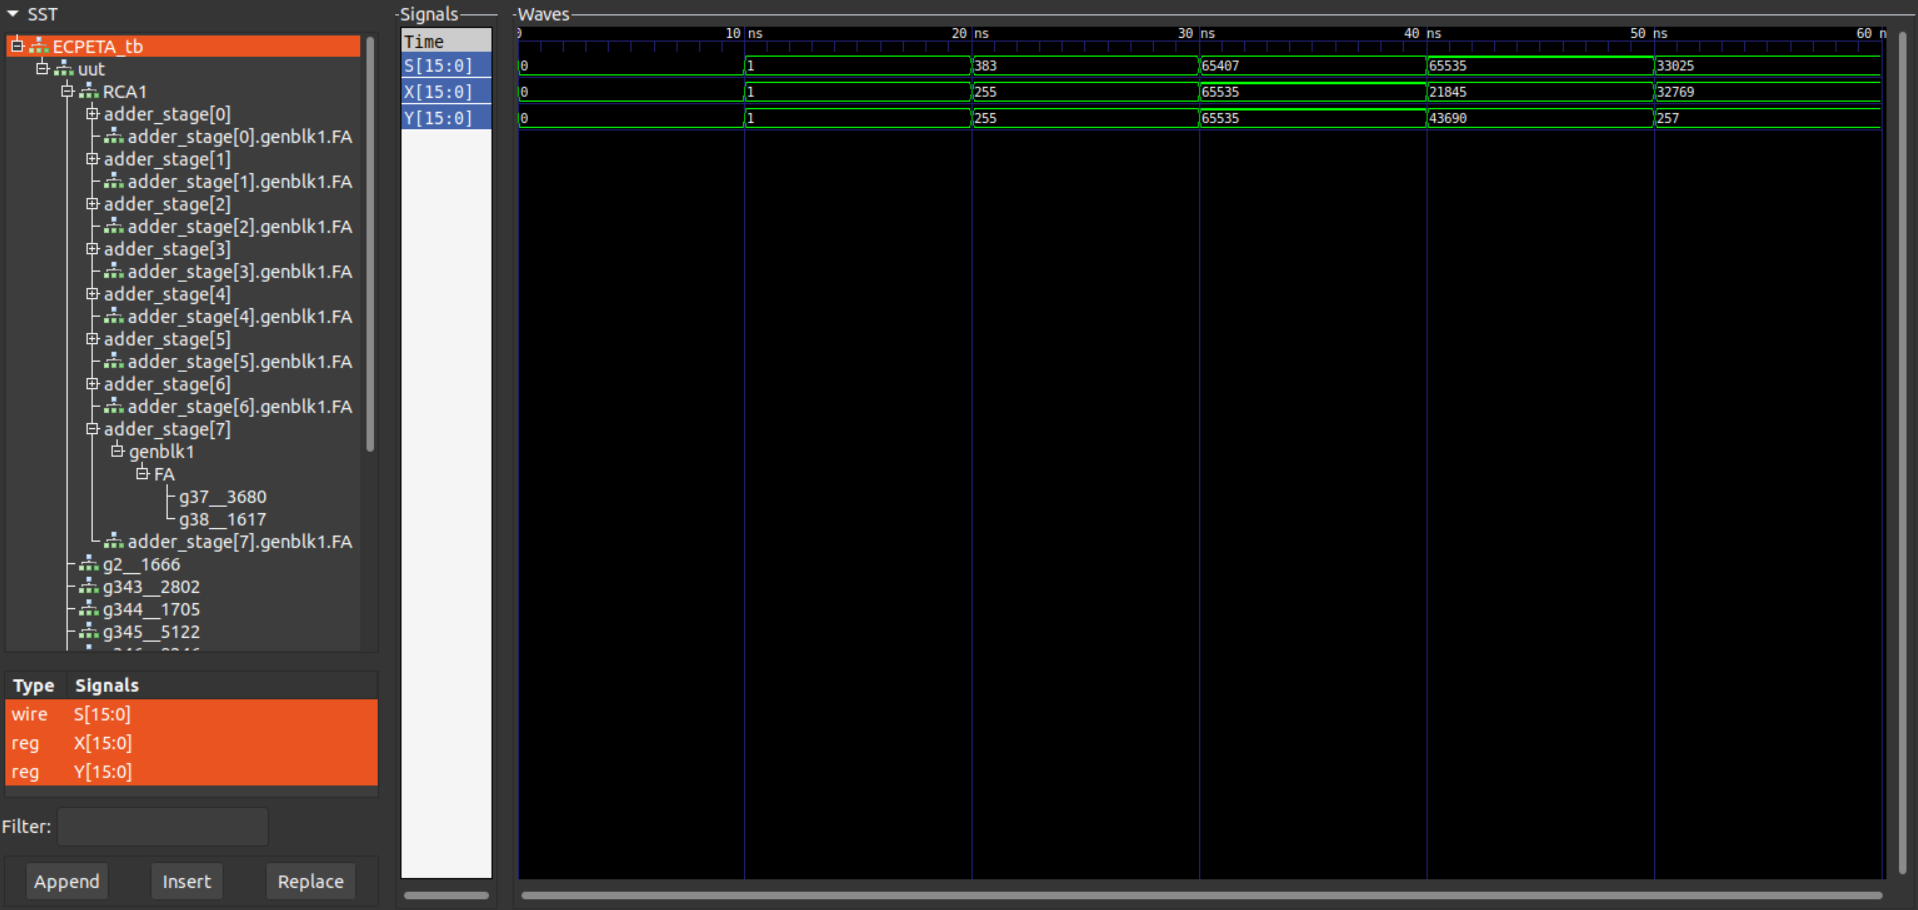 SST
ECPETA_tb
uut
RCA1
adder_stage[0]
adder_stage[0].genblk1.FA
adder_stage[1]
adder_stage[1].genblk1.FA
adder_stage[2]
adder_stage[2].genblk1.FA
adder_stage[3]
adder_stage[3].genblk1.FA
adder_stage[4]
adder_stage[4].genblk1.FA
adder_stage[5]
adder_stage[5].genblk1.FA
adder_stage[6]
adder_stage[6].genblk1.FA
adder_stage[7]
genblk1
FA
g37__3680
g38__1617
adder_stage[7].genblk1.FA
g2__1666
g343__2802
g344__1705
g345__5122
Type Signals
wire S[15:0]
reg X[15:0]
reg Y[15:0]
Filter:
Append Insert Replace
Signals
Time
S[15:0]
X[15:0]
Y[15:0]
Waves
0 10 ns 20 ns 30 ns 40 ns 50 ns 60 n
0 1 383 65407 65535 33025
0 1 255 65535 21845 32769
0 1 255 65535 43690 257